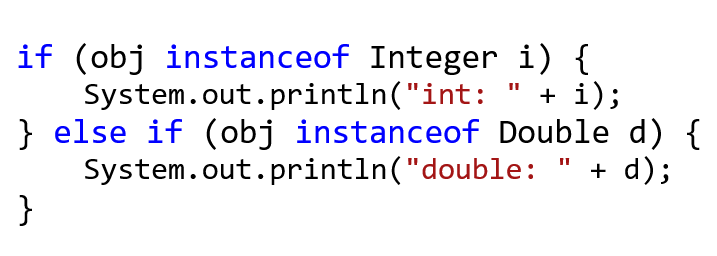 if (obj instanceof Integer i) {
    System.out.println("int: " + i);
} else if (obj instanceof Double d) {
    System.out.println("double: " + d);
}